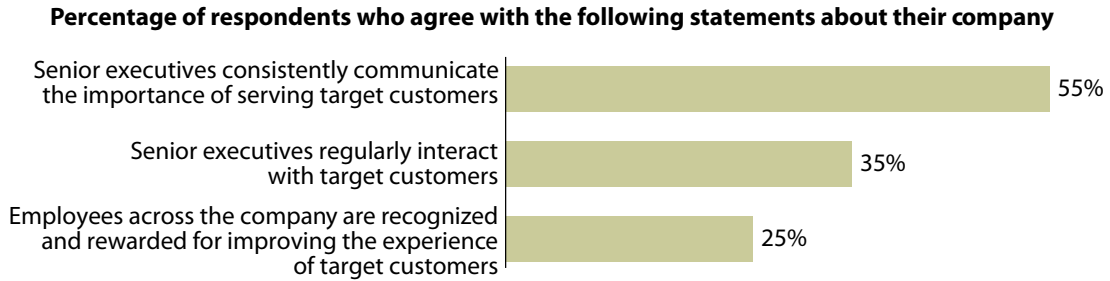 Percentage of respondents who agree with the following statements about their company
Senior executives consistently communicate
the importance of serving target customers
55%
Senior executives regularly interact
with target customers
35%
Employees across the company are recognized
and rewarded for improving the experience
of target customers
25%